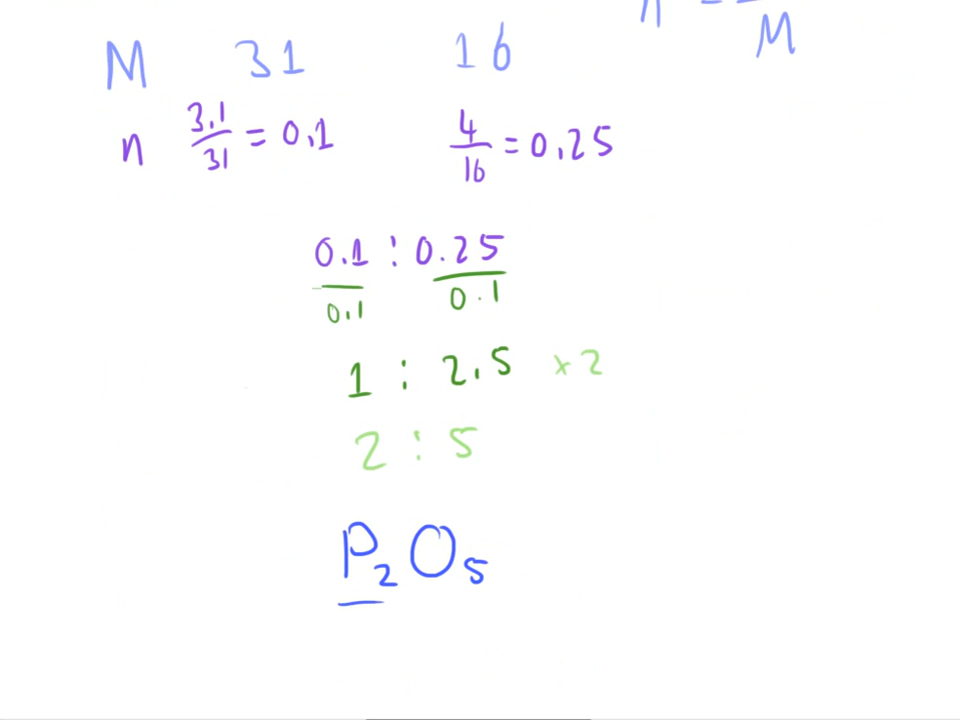 n = — M
M 31 16
n 3.1/31 = 0.1 4/16 = 0.25
0.1 : 0.25
0.1 0.1
1 : 2.5 x 2
2 : 5
P₂O₅